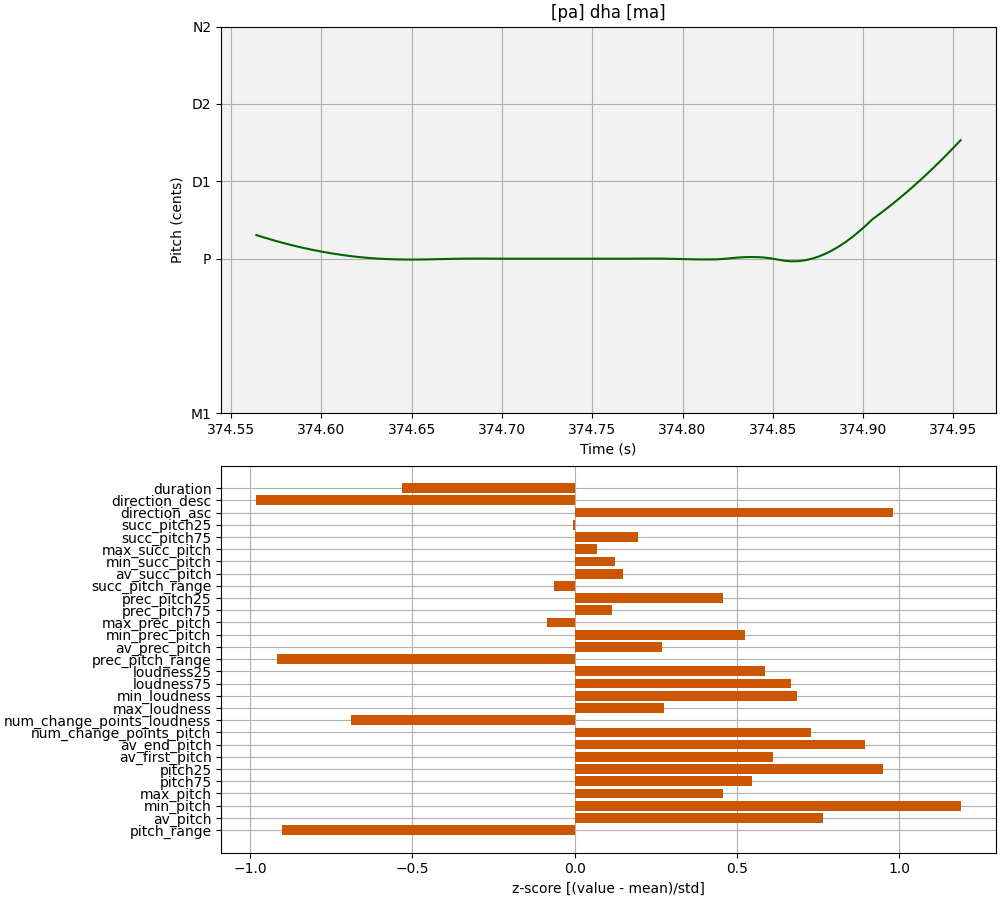 [pa] dha [ma]
N2
D2
D1
P
M1
Pitch (cents)
374.55 374.60 374.65 374.70 374.75 374.80 374.85 374.90 374.95
Time (s)
duration
direction_desc
direction_asc
succ_pitch25
succ_pitch75
max_succ_pitch
min_succ_pitch
av_succ_pitch
succ_pitch_range
prec_pitch25
prec_pitch75
max_prec_pitch
min_prec_pitch
av_prec_pitch
prec_pitch_range
loudness25
loudness75
min_loudness
max_loudness
num_change_points_loudness
num_change_points_pitch
av_end_pitch
av_first_pitch
pitch25
pitch75
max_pitch
min_pitch
av_pitch
pitch_range
−1.0 −0.5 0.0 0.5 1.0
z-score [(value - mean)/std]